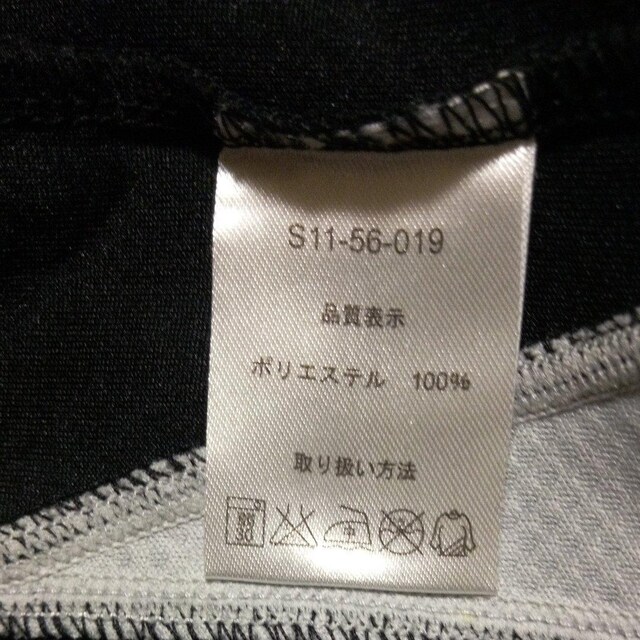 S11-56-019
品質表示
ポリエステル 100%
取り扱い方法